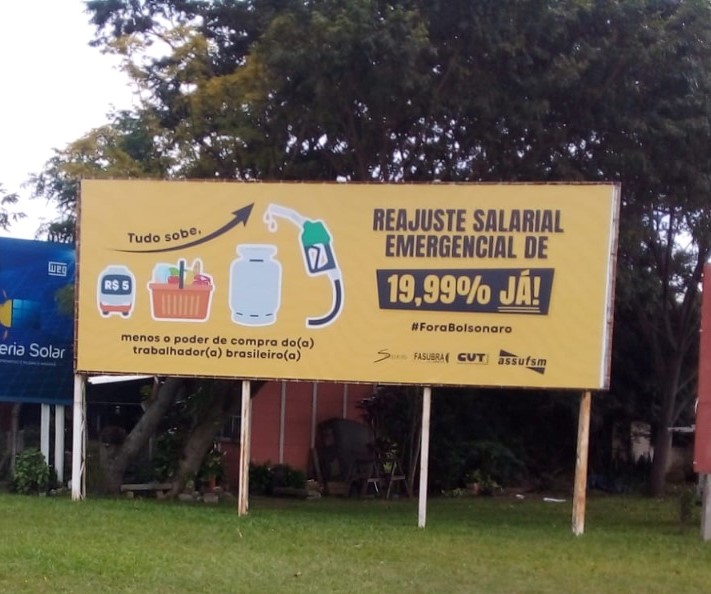 Tudo sobe,
R$ 5
7
menos o poder de compra do(a)
trabalhador(a) brasileiro(a)
REAJUSTE SALARIAL
EMERGENCIAL DE
19,99% JÁ!
#ForaBolsonaro
FASUBRA
CUT
assufsm
WEG
eria Solar